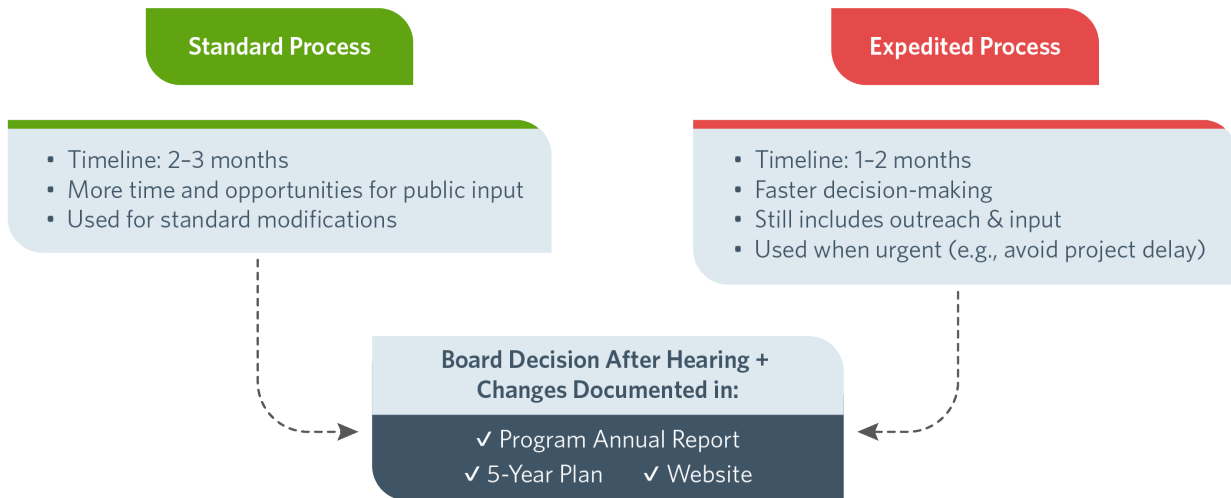 Standard Process
• Timeline: 2–3 months
• More time and opportunities for public input
• Used for standard modifications
Expedited Process
• Timeline: 1–2 months
• Faster decision-making
• Still includes outreach & input
• Used when urgent (e.g., avoid project delay)
Board Decision After Hearing +
Changes Documented in:
✓ Program Annual Report
✓ 5-Year Plan ✓ Website